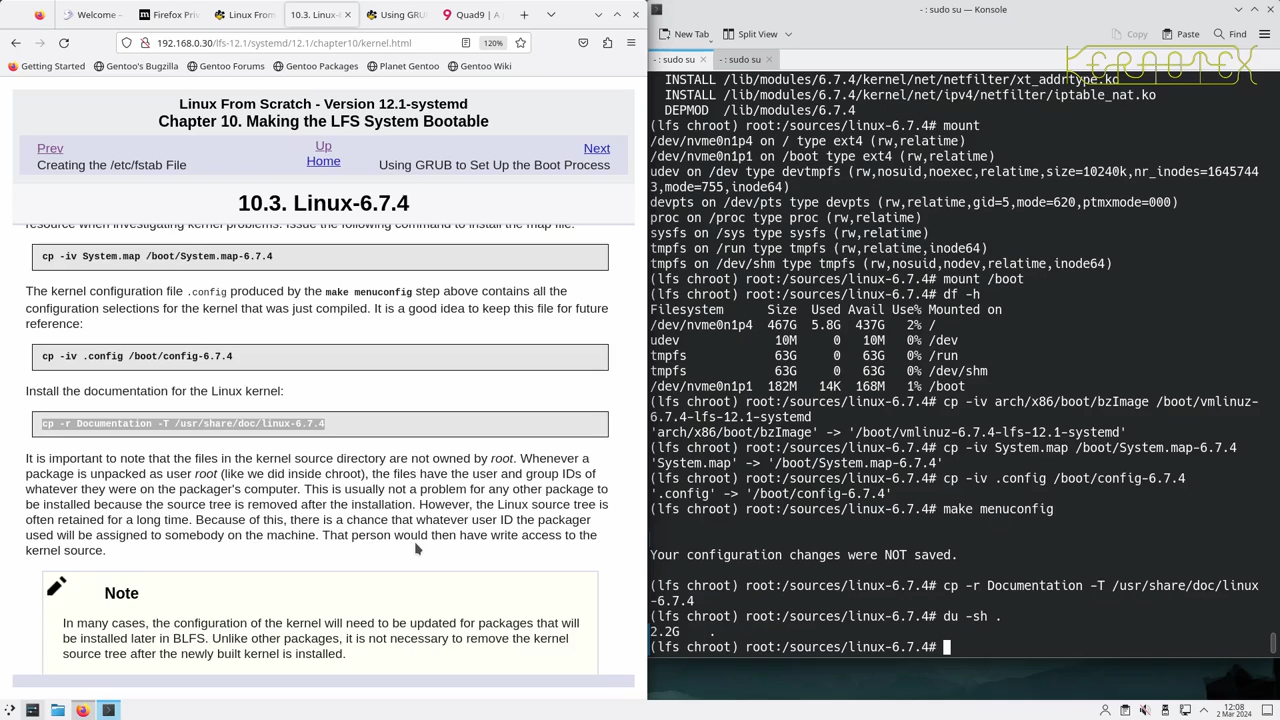 Welcome –
Firefox Priv
Linux From
10.3. Linux-6
Using GRU
Quad9 | A
192.168.0.30/lfs-12.1/systemd/12.1/chapter10/kernel.html
120%
Getting Started
Gentoo's Bugzilla
Gentoo Forums
Gentoo Packages
Planet Gentoo
Gentoo Wiki
Linux From Scratch - Version 12.1-systemd
Chapter 10. Making the LFS System Bootable
Prev
Creating the /etc/fstab File
Up
Home
Next
Using GRUB to Set Up the Boot Process
10.3. Linux-6.7.4
resource when investigating kernel problems. Issue the following command to install the map file:
cp -iv System.map /boot/System.map-6.7.4
The kernel configuration file .config produced by the make menuconfig step above contains all the
configuration selections for the kernel that was just compiled. It is a good idea to keep this file for future
reference:
cp -iv .config /boot/config-6.7.4
Install the documentation for the Linux kernel:
cp -r Documentation -T /usr/share/doc/linux-6.7.4
It is important to note that the files in the kernel source directory are not owned by root. Whenever a
package is unpacked as user root (like we did inside chroot), the files have the user and group IDs of
whatever they were on the packager's computer. This is usually not a problem for any other package to
be installed because the source tree is removed after the installation. However, the Linux source tree is
often retained for a long time. Because of this, there is a chance that whatever user ID the packager
used will be assigned to somebody on the machine. That person would then have write access to the
kernel source.
Note
In many cases, the configuration of the kernel will need to be updated for packages that will
be installed later in BLFS. Unlike other packages, it is not necessary to remove the kernel
source tree after the newly built kernel is installed.
- : sudo su — Konsole
New Tab
Split View
Copy
Paste
Find
- : sudo su
- : sudo su
KERNOTEX
INSTALL /lib/modules/6.7.4/kernel/net/netfilter/xt_addrtype.ko
INSTALL /lib/modules/6.7.4/kernel/net/ipv4/netfilter/iptable_nat.ko
DEPMOD /lib/modules/6.7.4
(lfs chroot) root:/sources/linux-6.7.4# mount
/dev/nvme0n1p4 on / type ext4 (rw,relatime)
/dev/nvme0n1p1 on /boot type ext4 (rw,relatime)
udev on /dev type devtmpfs (rw,nosuid,noexec,relatime,size=10240k,nr_inodes=1645744
3,mode=755,inode64)
devpts on /dev/pts type devpts (rw,relatime,gid=5,mode=620,ptmxmode=000)
proc on /proc type proc (rw,relatime)
sysfs on /sys type sysfs (rw,relatime)
tmpfs on /run type tmpfs (rw,relatime,inode64)
tmpfs on /dev/shm type tmpfs (rw,nosuid,nodev,relatime,inode64)
(lfs chroot) root:/sources/linux-6.7.4# mount /boot
(lfs chroot) root:/sources/linux-6.7.4# df -h
Filesystem Size Used Avail Use% Mounted on
/dev/nvme0n1p4 467G 5.8G 437G 2% /
udev 10M 0 10M 0% /dev
tmpfs 63G 0 63G 0% /run
tmpfs 63G 0 63G 0% /dev/shm
/dev/nvme0n1p1 182M 14K 168M 1% /boot
(lfs chroot) root:/sources/linux-6.7.4# cp -iv arch/x86/boot/bzImage /boot/vmlinuz-
6.7.4-lfs-12.1-systemd
'arch/x86/boot/bzImage' -> '/boot/vmlinuz-6.7.4-lfs-12.1-systemd'
(lfs chroot) root:/sources/linux-6.7.4# cp -iv System.map /boot/System.map-6.7.4
'System.map' -> '/boot/System.map-6.7.4'
(lfs chroot) root:/sources/linux-6.7.4# cp -iv .config /boot/config-6.7.4
'.config' -> '/boot/config-6.7.4'
(lfs chroot) root:/sources/linux-6.7.4# make menuconfig
Your configuration changes were NOT saved.
(lfs chroot) root:/sources/linux-6.7.4# cp -r Documentation -T /usr/share/doc/linux
-6.7.4
(lfs chroot) root:/sources/linux-6.7.4# du -sh .
2.2G .
(lfs chroot) root:/sources/linux-6.7.4#
12:08
2 Mar 2024